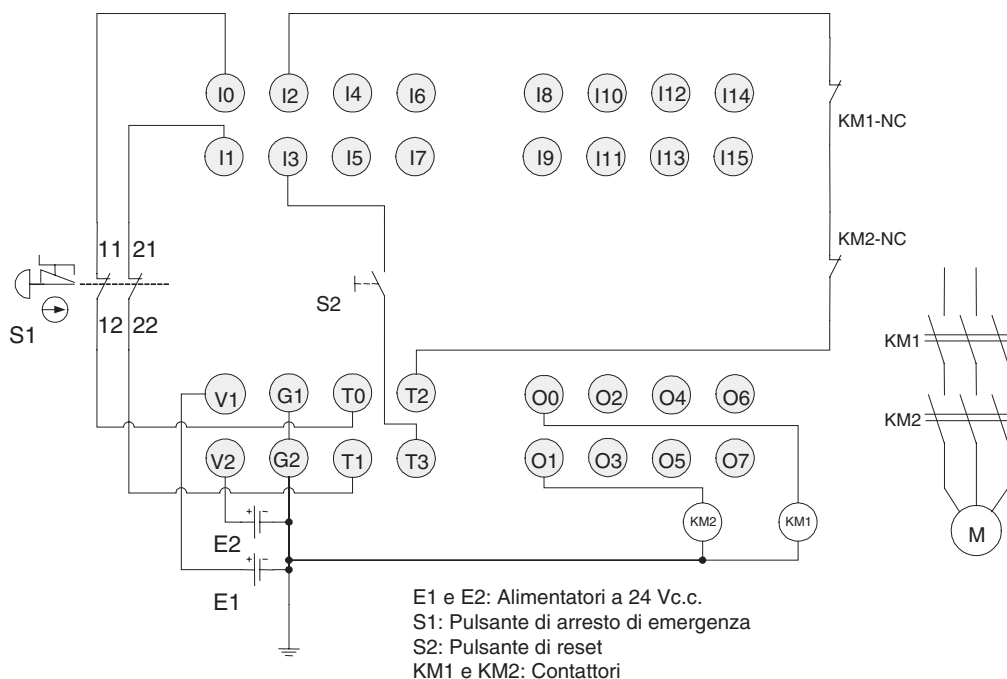 I0 I2 I4 I6 I8 I10 I12 I14
KM1-NC
I1 I3 I5 I7 I9 I11 I13 I15
KM2-NC
11 21
S1
12 22
S2
KM1
V1 G1 T0 T2 O0 O2 O4 O6
KM2
V2 G2 T1 T3 O1 O3 O5 O7
KM2 KM1
M
+ −
E2
+ −
E1
E1 e E2: Alimentatori a 24 Vc.c.
S1: Pulsante di arresto di emergenza
S2: Pulsante di reset
KM1 e KM2: Contattori